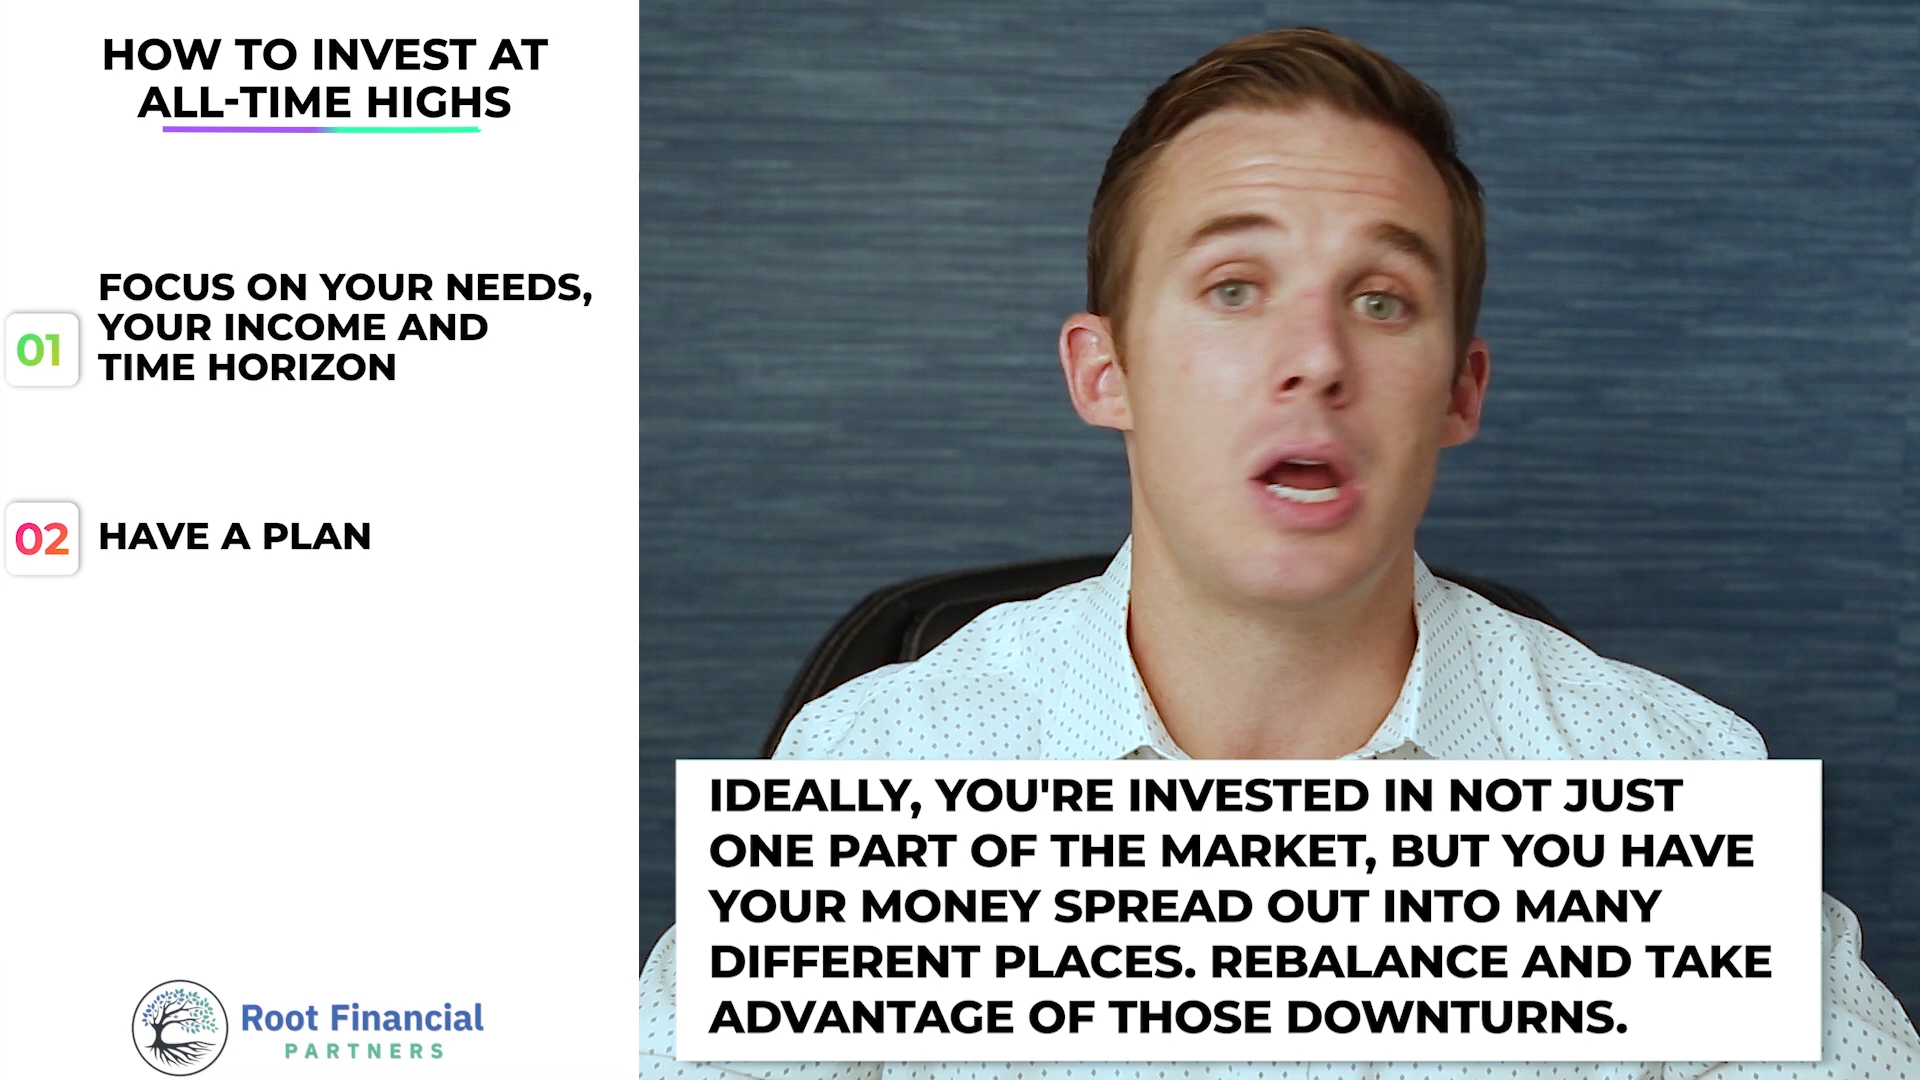 HOW TO INVEST AT
ALL-TIME HIGHS
01
FOCUS ON YOUR NEEDS,
YOUR INCOME AND
TIME HORIZON
02
HAVE A PLAN
IDEALLY, YOU'RE INVESTED IN NOT JUST
ONE PART OF THE MARKET, BUT YOU HAVE
YOUR MONEY SPREAD OUT INTO MANY
DIFFERENT PLACES. REBALANCE AND TAKE
ADVANTAGE OF THOSE DOWNTURNS.
Root Financial
PARTNERS